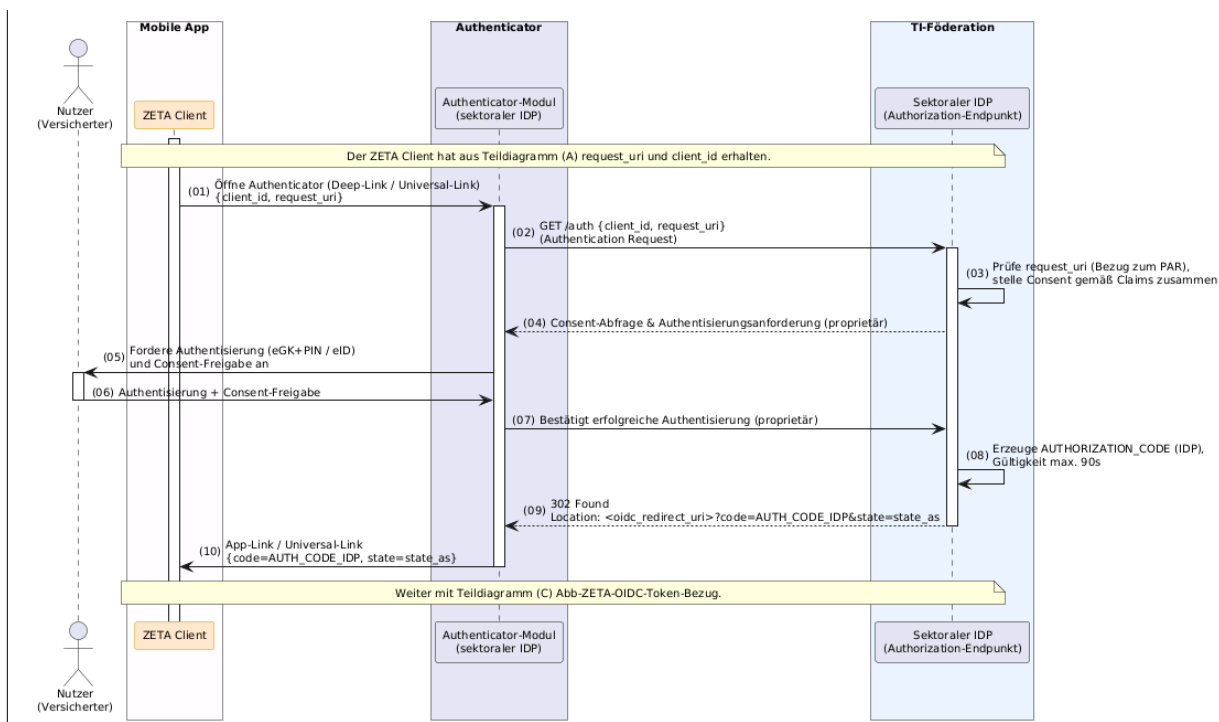 Mobile App
Authenticator
TI-Föderation
Nutzer
(Versicherter)
ZETA Client
Authenticator-Modul
(sektoraler IDP)
Sektoraler IDP
(Authorization-Endpunkt)
Der ZETA Client hat aus Teildiagramm (A) request_uri und client_id erhalten.
(01) Öffne Authenticator (Deep-Link / Universal-Link)
{client_id, request_uri}
(02) GET /auth {client_id, request_uri}
(Authentication Request)
(03) Prüfe request_uri (Bezug zum PAR),
stelle Consent gemäß Claims zusammen
(04) Consent-Abfrage & Authentisierungsanforderung (proprietär)
(05) Fordere Authentisierung (eGK+PIN / eID)
und Consent-Freigabe an
(06) Authentisierung + Consent-Freigabe
(07) Bestätigt erfolgreiche Authentisierung (proprietär)
(08) Erzeuge AUTHORIZATION_CODE (IDP),
Gültigkeit max. 90s
(09) 302 Found
Location: <oidc_redirect_uri>?code=AUTH_CODE_IDP&state=state_as
(10) App-Link / Universal-Link
{code=AUTH_CODE_IDP, state=state_as}
Weiter mit Teildiagramm (C) Abb-ZETA-OIDC-Token-Bezug.
Nutzer
(Versicherter)
ZETA Client
Authenticator-Modul
(sektoraler IDP)
Sektoraler IDP
(Authorization-Endpunkt)